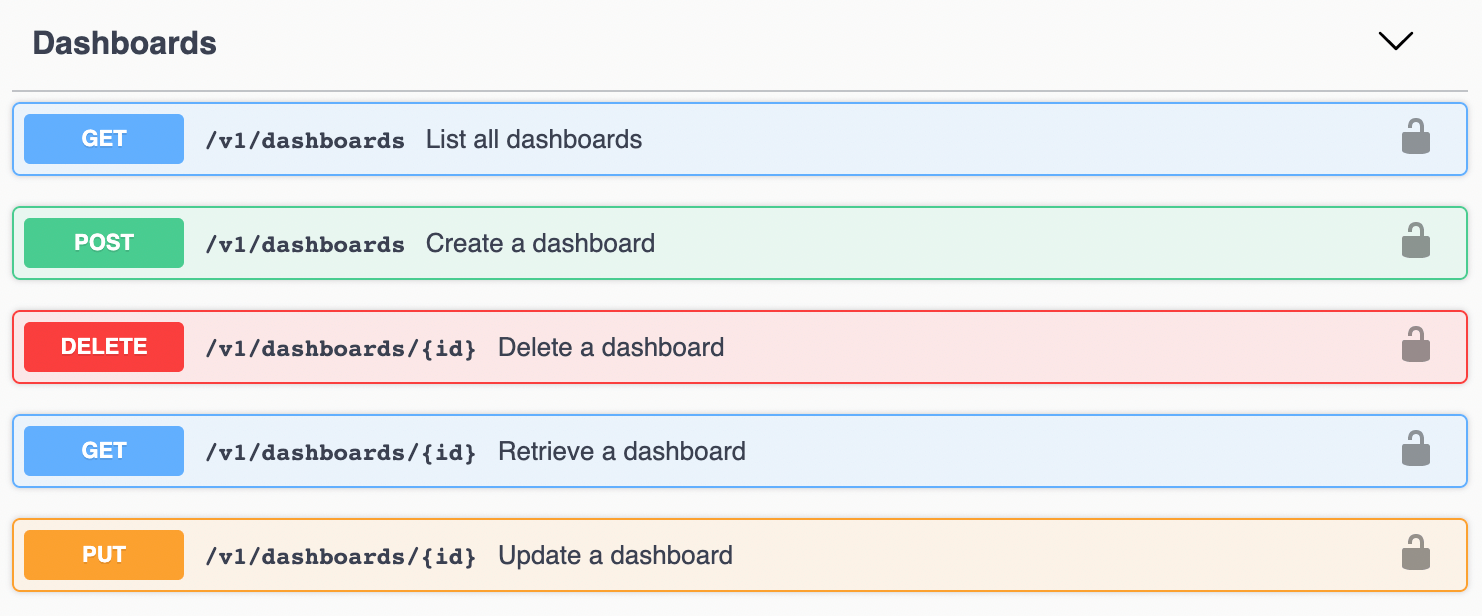 Dashboards
GET /v1/dashboards List all dashboards
POST /v1/dashboards Create a dashboard
DELETE /v1/dashboards/{id} Delete a dashboard
GET /v1/dashboards/{id} Retrieve a dashboard
PUT /v1/dashboards/{id} Update a dashboard